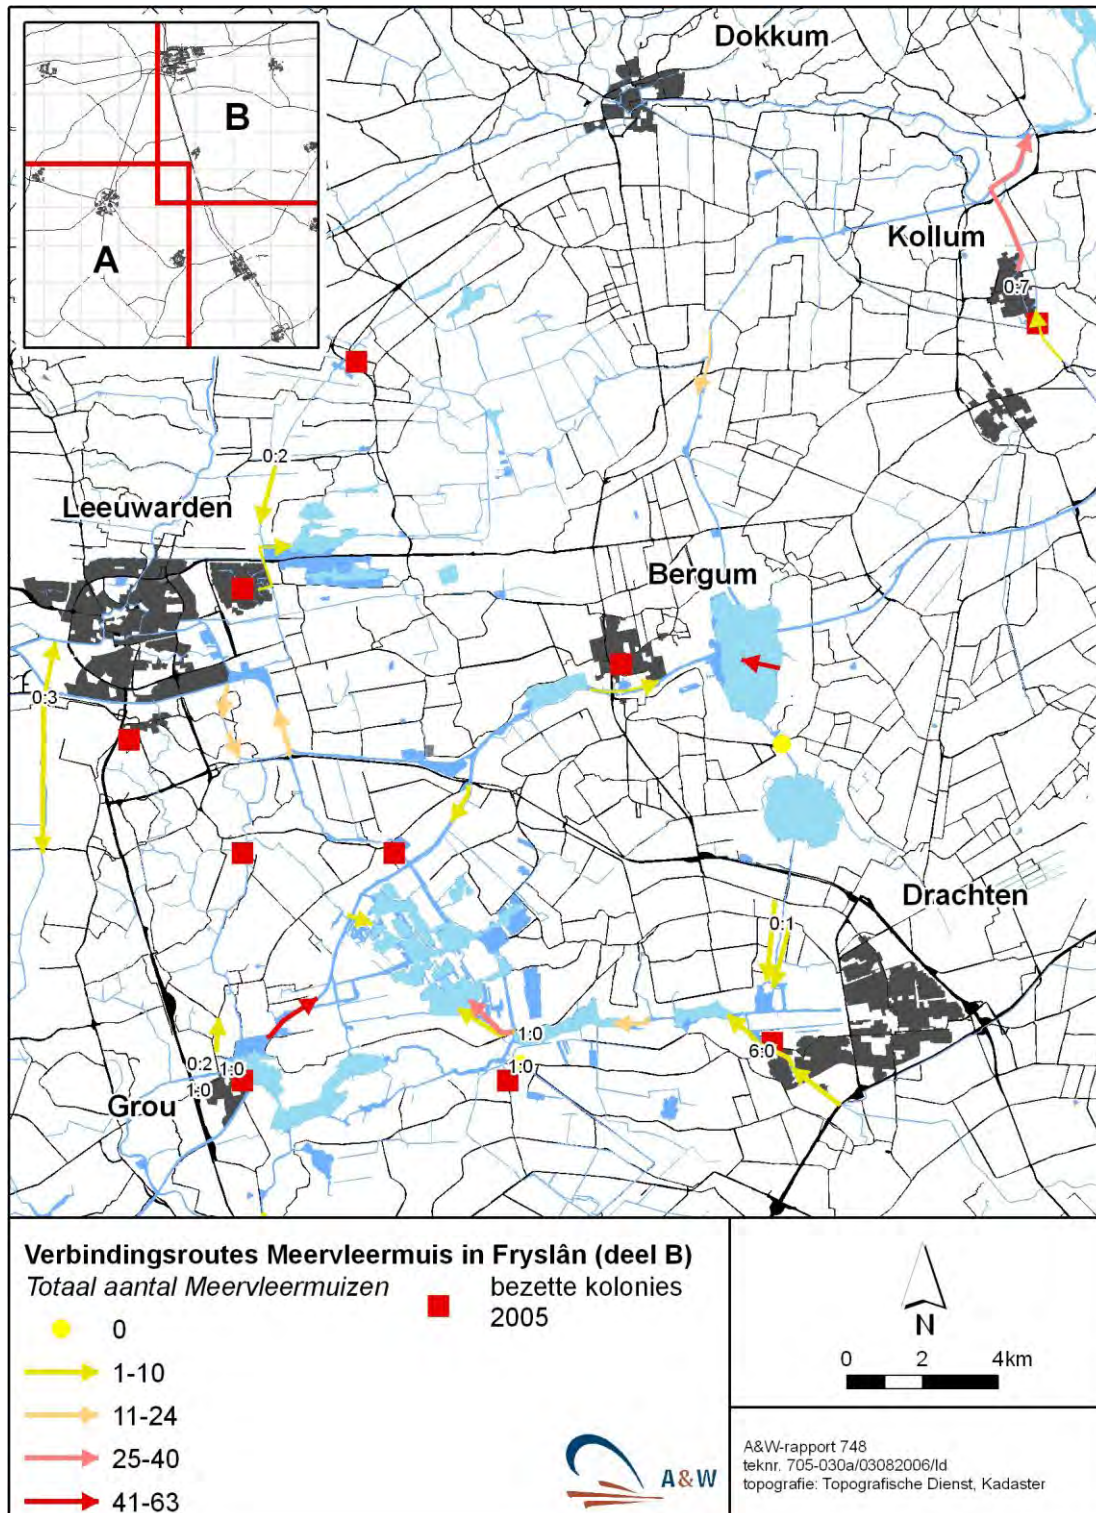 Dokkum
B
A
Kollum
0:7
0:2
Leeuwarden
Bergum
0:3
Drachten
0:1
1:0
6:0
0:2
1:0
1:0
1:0
Grou
Verbindingsroutes Meervleermuis in Fryslân (deel B)
Totaal aantal Meervleermuizen
bezette kolonies
2005
0
1-10
11-24
25-40
41-63
N
0 2 4km
A&W
A&W-rapport 748
teknr. 705-030a/03082006/ld
topografie: Topografische Dienst, Kadaster